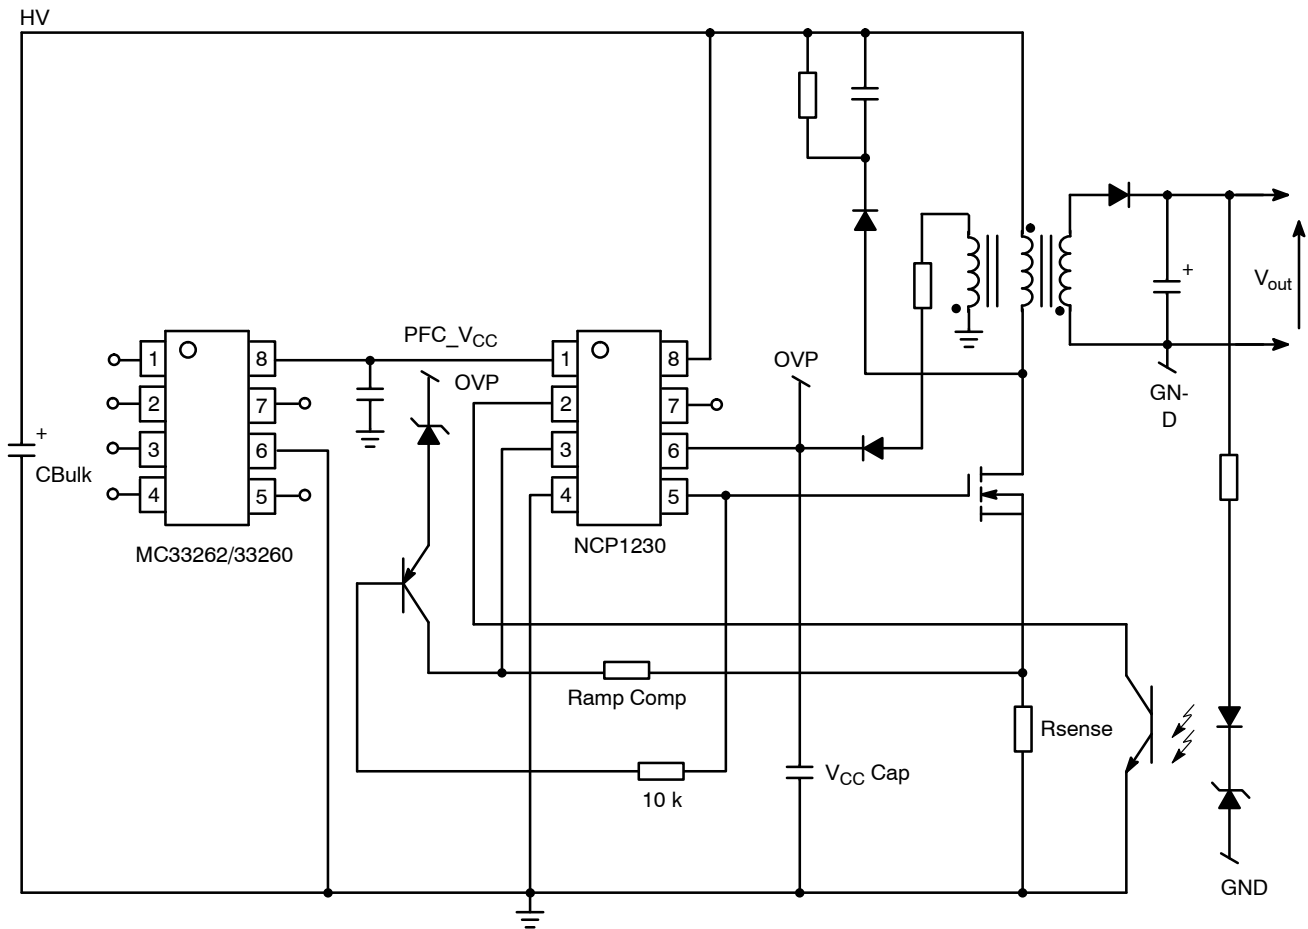 HV
PFC_VCC
OVP
OVP
1 8
2 7
3 6
4 5
1 8
2 7
3 6
4 5
+
CBulk
MC33262/33260
NCP1230
+
Vout
GN-
D
Ramp Comp
Rsense
10 k
VCC Cap
GND